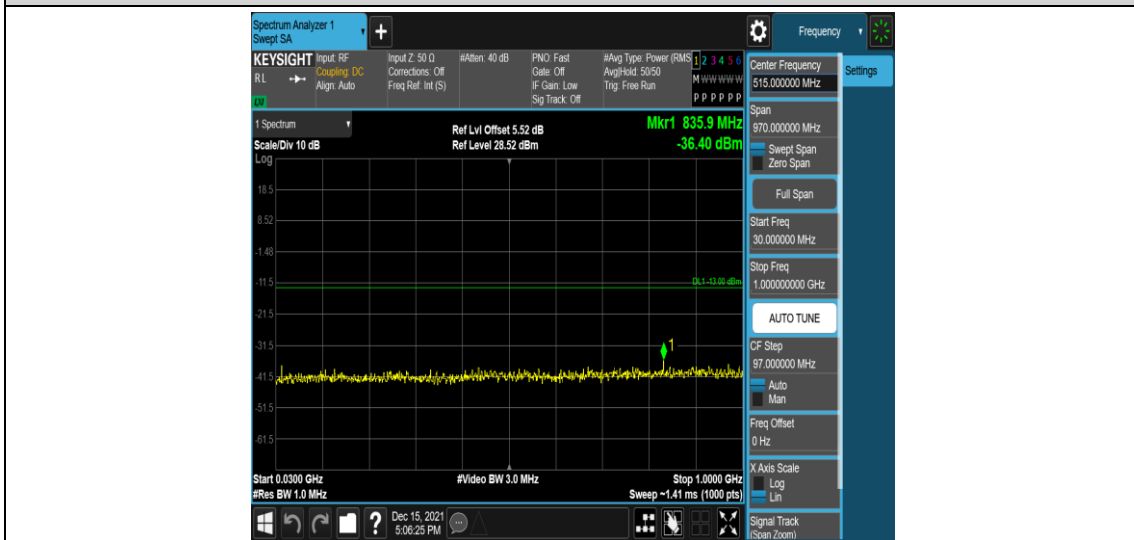 Spectrum Analyzer 1
Swept SA
+
Frequency
KEYSIGHT
RL
Input: RF
Coupling: DC
Align: Auto
Input Z: 50 Ω
Corrections: Off
Freq Ref: Int (S)
#Atten: 40 dB
PNO: Fast
Gate: Off
IF Gain: Low
Sig Track: Off
#Avg Type: Power (RMS
Avg|Hold: 50/50
Trig: Free Run
1 2 3 4 5 6
M W W W W W
P P P P P P
1 Spectrum
Scale/Div 10 dB
Log
Ref Lvl Offset 5.52 dB
Ref Level 28.52 dBm
Mkr1 835.9 MHz
-36.40 dBm
18.5
8.52
-1.48
-11.5
DL1 -13.00 dBm
-21.5
-31.5
1
-41.5
-51.5
-61.5
Start 0.0300 GHz
#Res BW 1.0 MHz
#Video BW 3.0 MHz
Stop 1.0000 GHz
Sweep ~1.41 ms (1000 pts)
Dec 15, 2021
5:06:25 PM
?
Center Frequency
515.000000 MHz
Settings
Span
970.000000 MHz
Swept Span
Zero Span
Full Span
Start Freq
30.000000 MHz
Stop Freq
1.000000000 GHz
AUTO TUNE
CF Step
97.000000 MHz
Auto
Man
Freq Offset
0 Hz
X Axis Scale
Log
Lin
Signal Track
(Span Zoom)